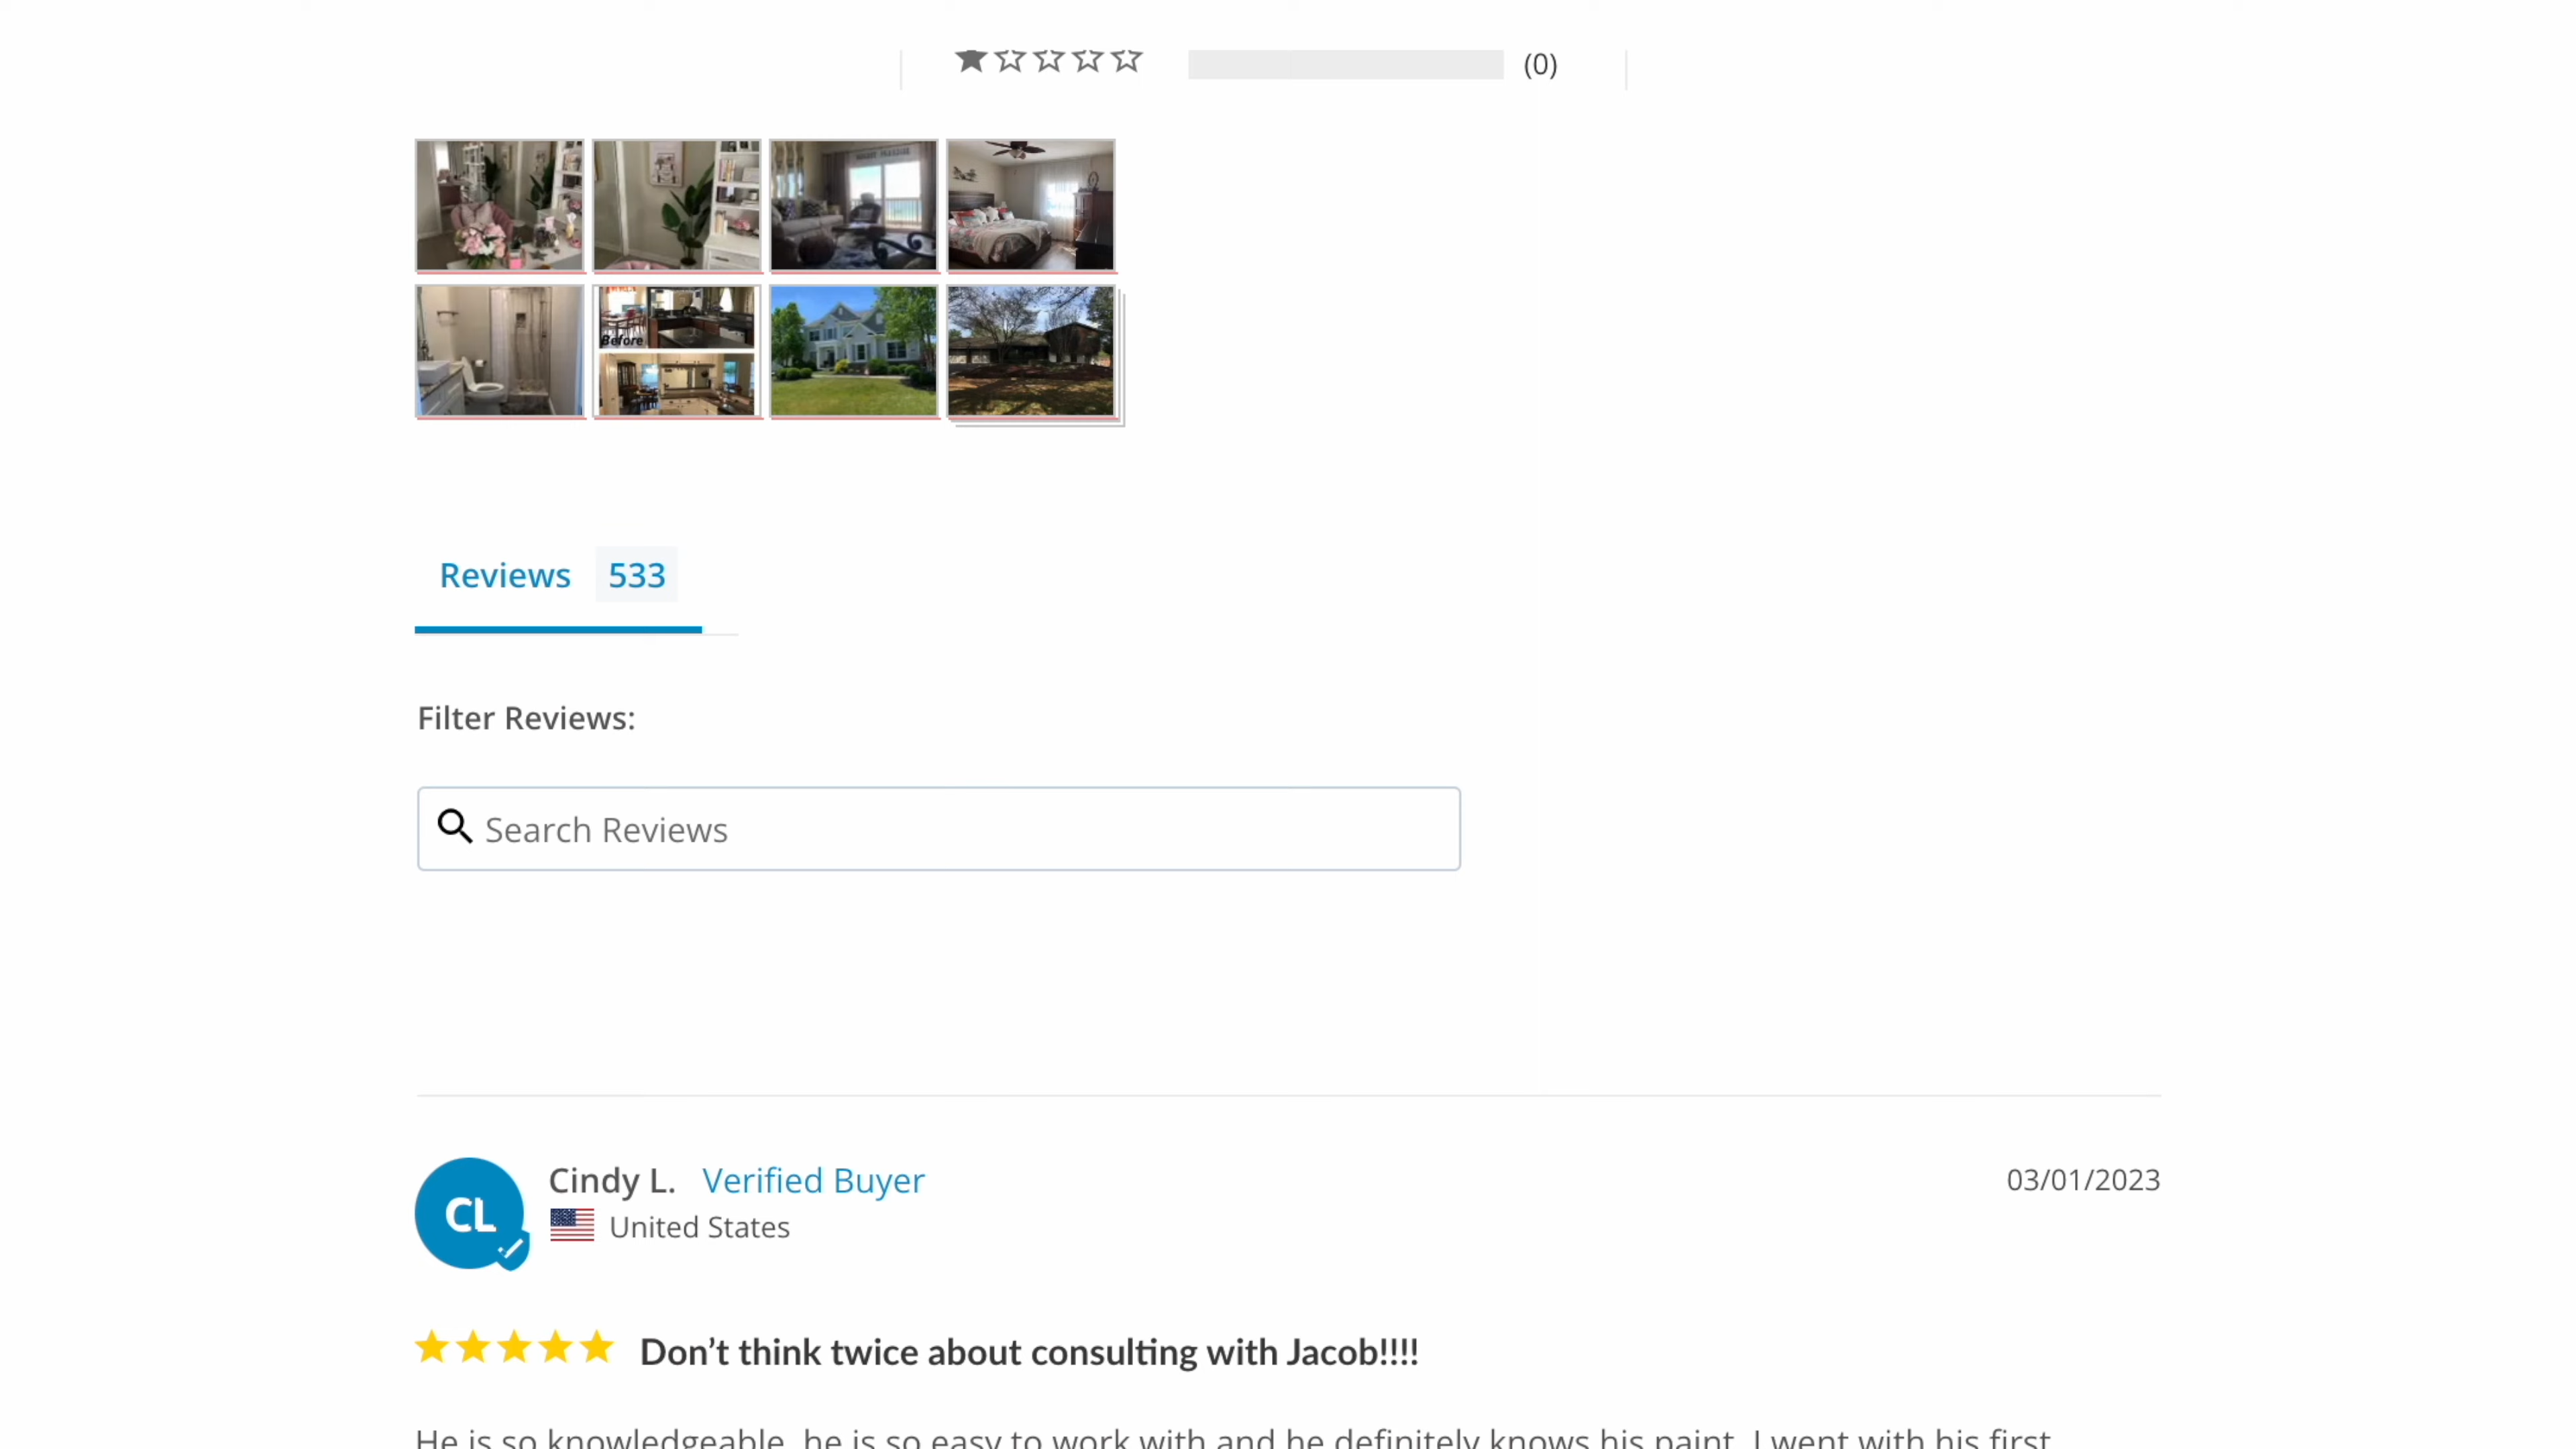 (0)
Before
Reviews 533
Filter Reviews:
Search Reviews
CL
Cindy L. Verified Buyer
03/01/2023
United States
Don’t think twice about consulting with Jacob!!!!
He is so knowledgeable, he is so easy to work with and he definitely knows his paint. I went with his first